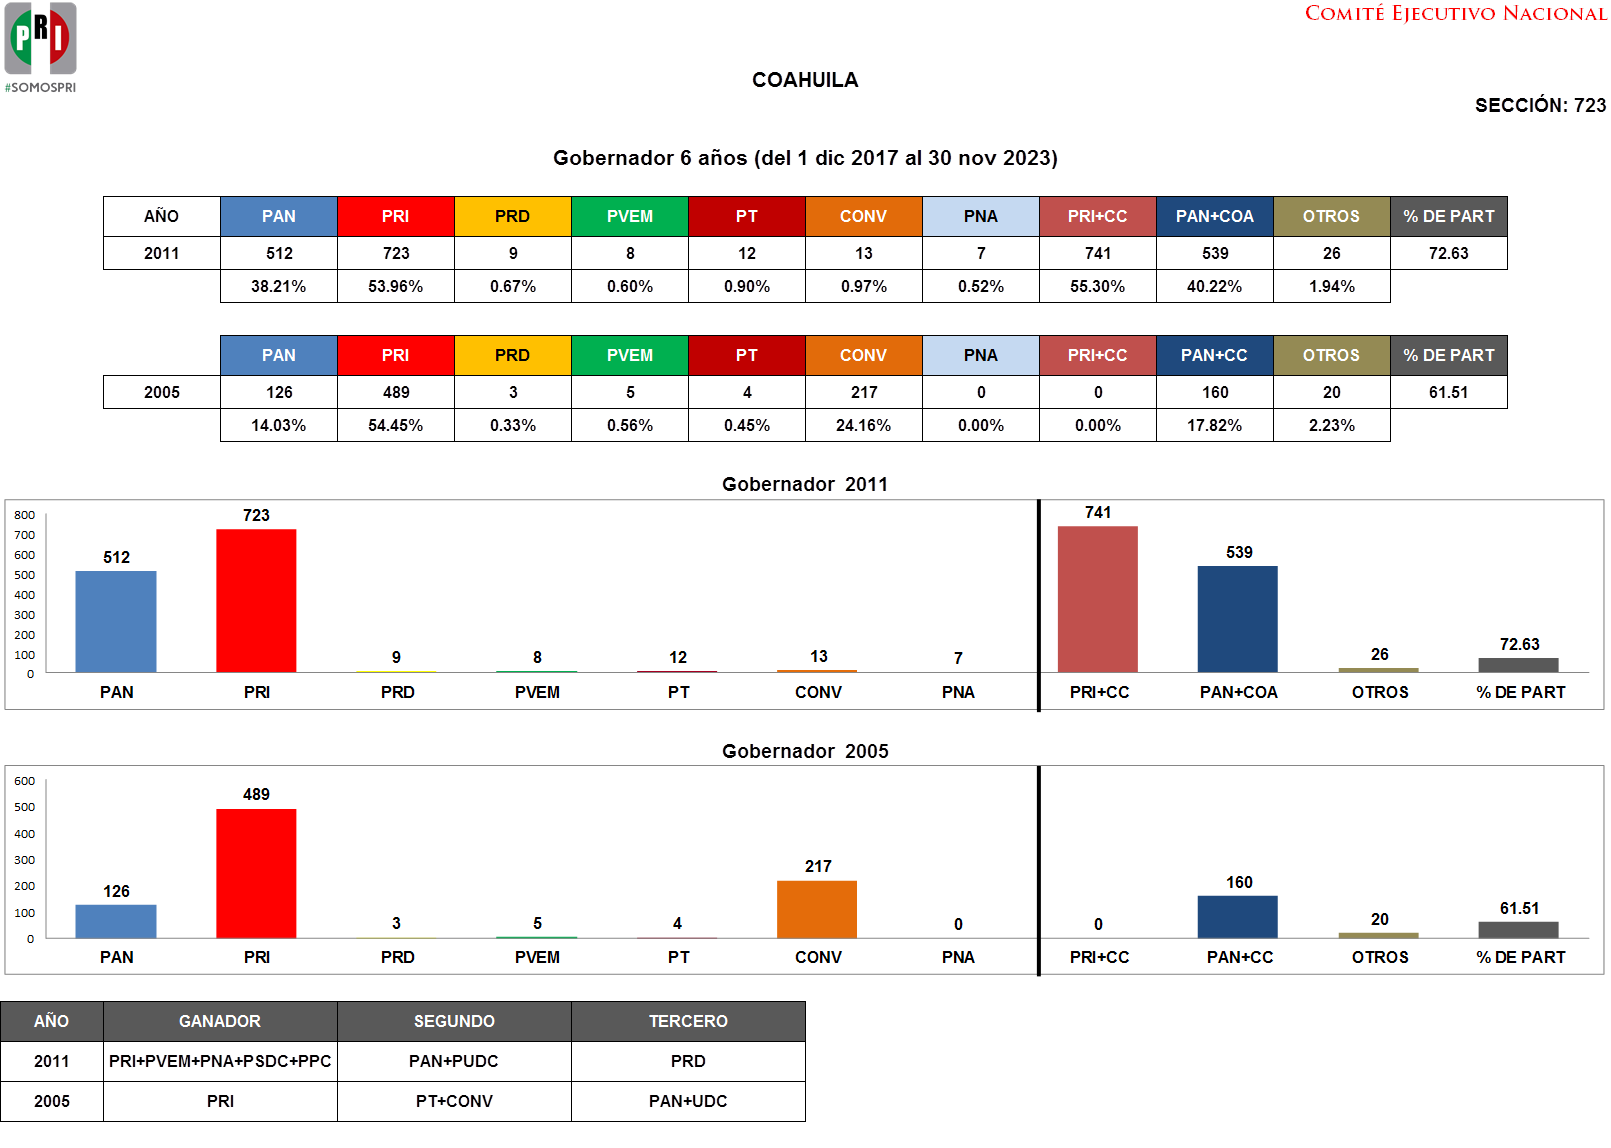 PRI
#SOMOSPRI
COMITÉ EJECUTIVO NACIONAL
COAHUILA
SECCIÓN: 723
Gobernador 6 años (del 1 dic 2017 al 30 nov 2023)
AÑO PAN PRI PRD PVEM PT CONV PNA PRI+CC PAN+COA OTROS % DE PART
2011 512 723 9 8 12 13 7 741 539 26 72.63
38.21% 53.96% 0.67% 0.60% 0.90% 0.97% 0.52% 55.30% 40.22% 1.94%
PAN PRI PRD PVEM PT CONV PNA PRI+CC PAN+CC OTROS % DE PART
2005 126 489 3 5 4 217 0 0 160 20 61.51
14.03% 54.45% 0.33% 0.56% 0.45% 24.16% 0.00% 0.00% 17.82% 2.23%
Gobernador 2011
800
700
600
500
400
300
200
100
0
512 723 9 8 12 13 7 741 539 26 72.63
PAN PRI PRD PVEM PT CONV PNA PRI+CC PAN+COA OTROS % DE PART
Gobernador 2005
600
500
400
300
200
100
0
126 489 3 5 4 217 0 0 160 20 61.51
PAN PRI PRD PVEM PT CONV PNA PRI+CC PAN+CC OTROS % DE PART
AÑO GANADOR SEGUNDO TERCERO
2011 PRI+PVEM+PNA+PSDC+PPC PAN+PUDC PRD
2005 PRI PT+CONV PAN+UDC